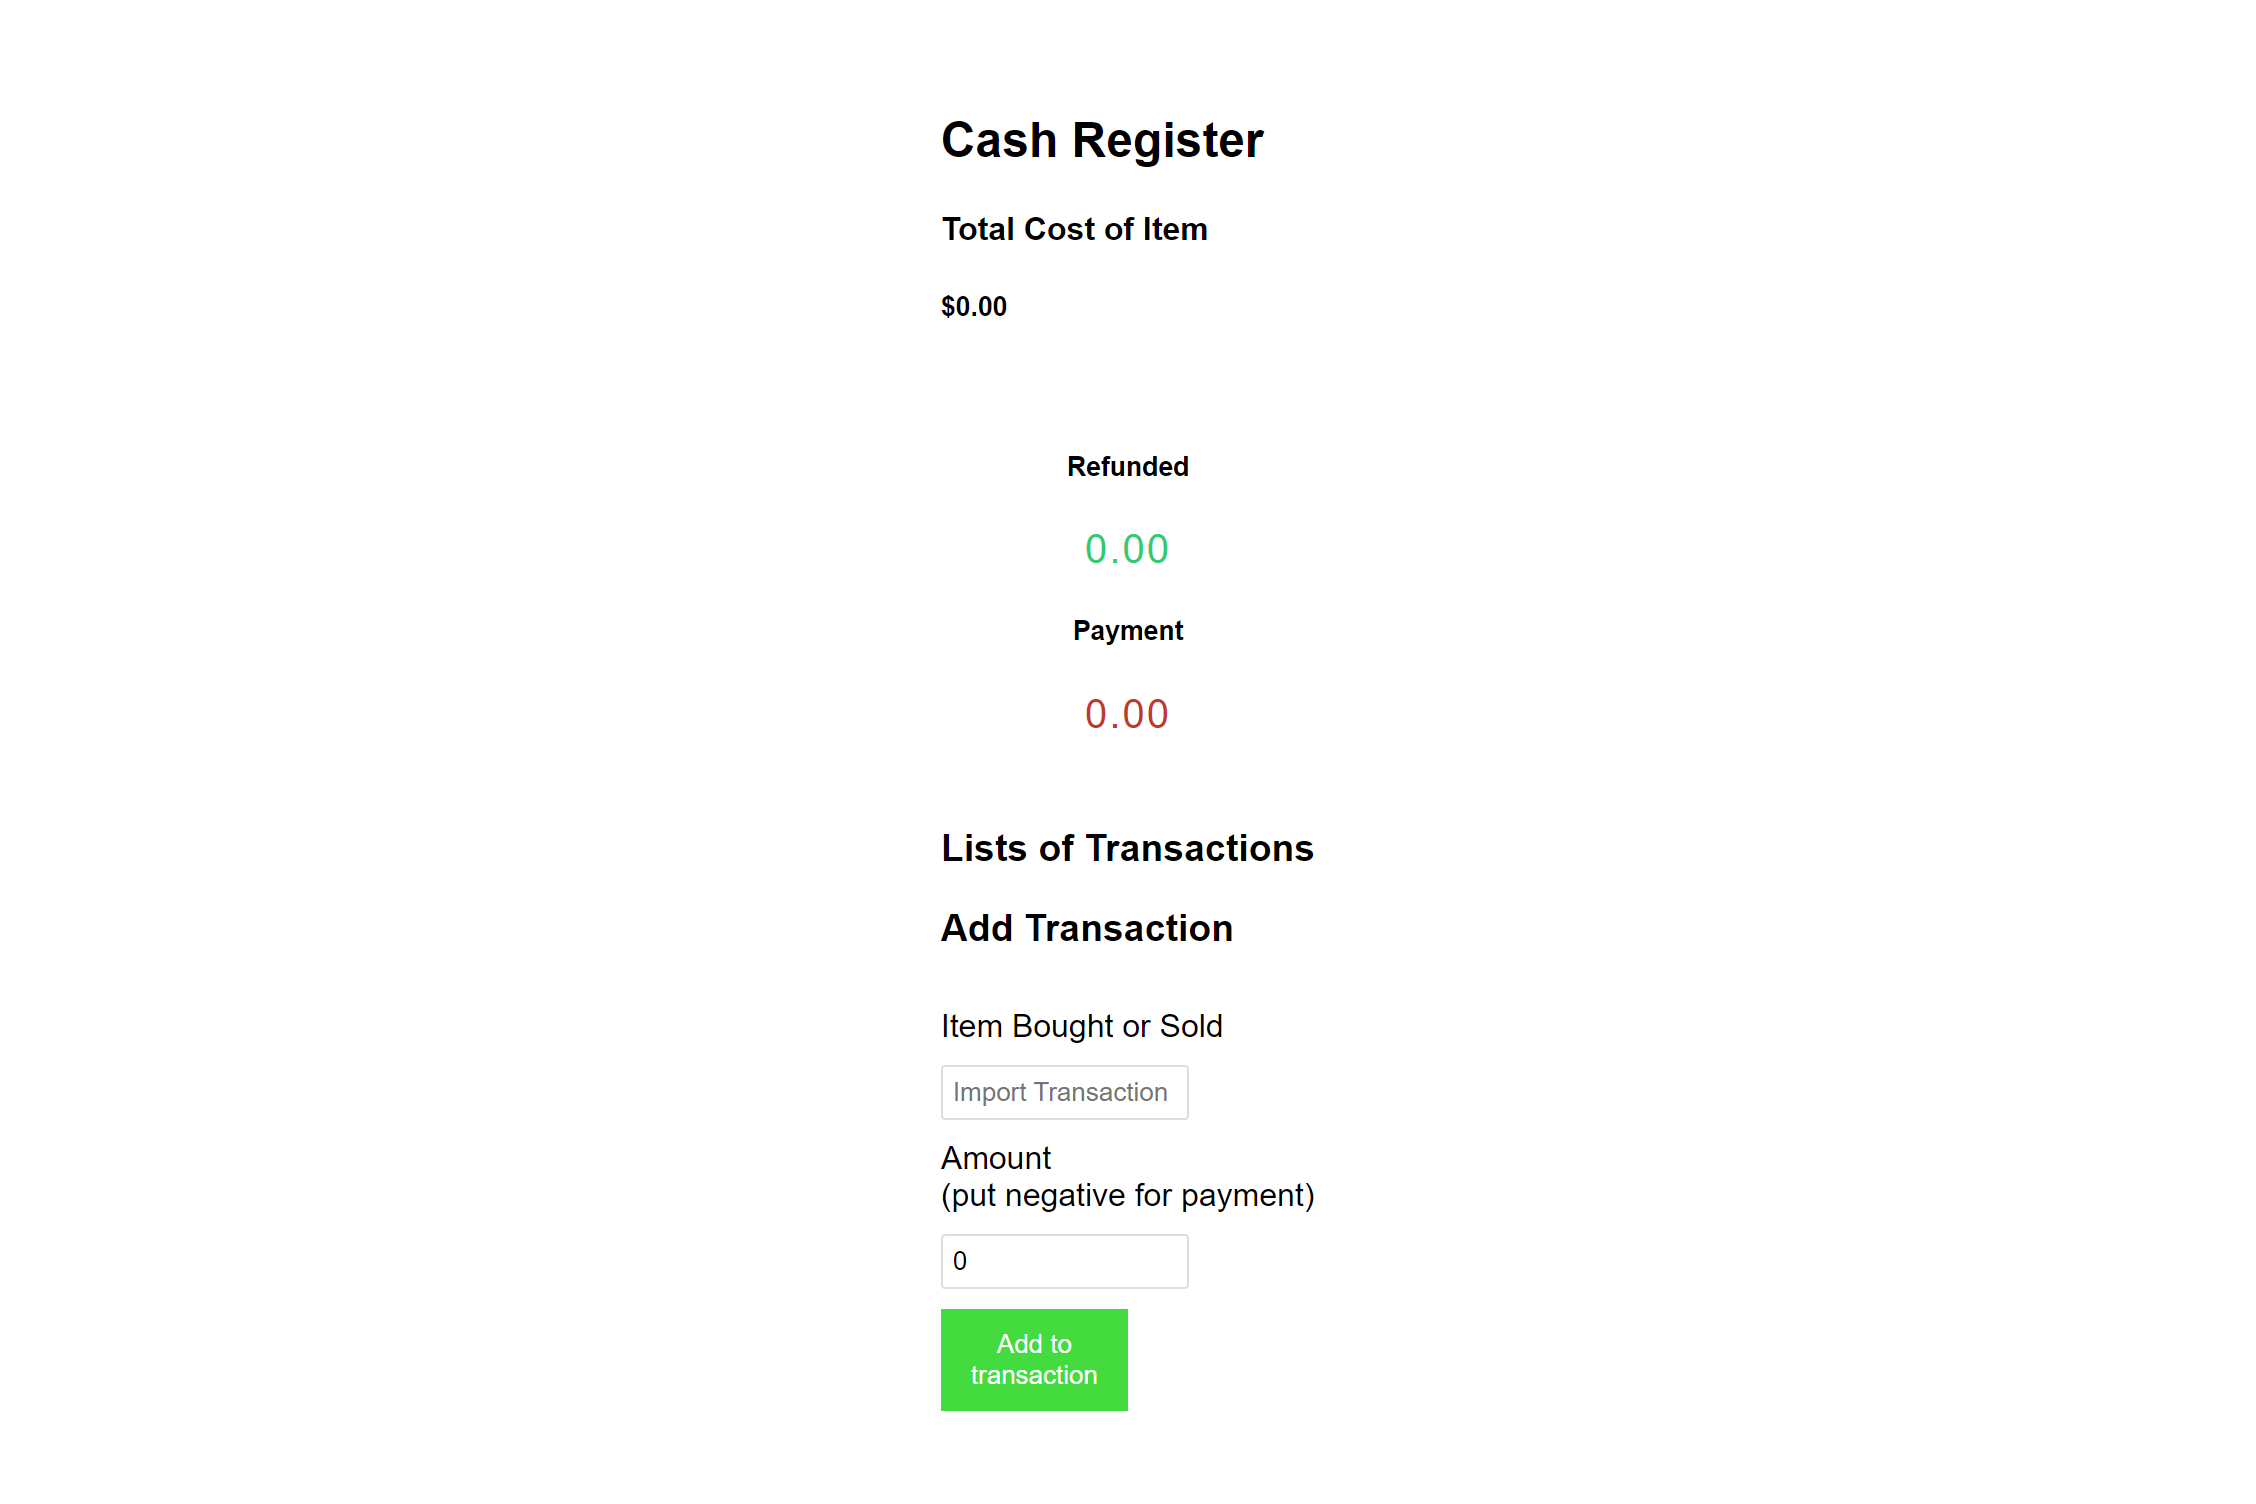 Cash Register
Total Cost of Item
$0.00
Refunded
0.00
Payment
0.00
Lists of Transactions
Add Transaction
Item Bought or Sold
Import Transaction
Amount
(put negative for payment)
0
Add to
transaction